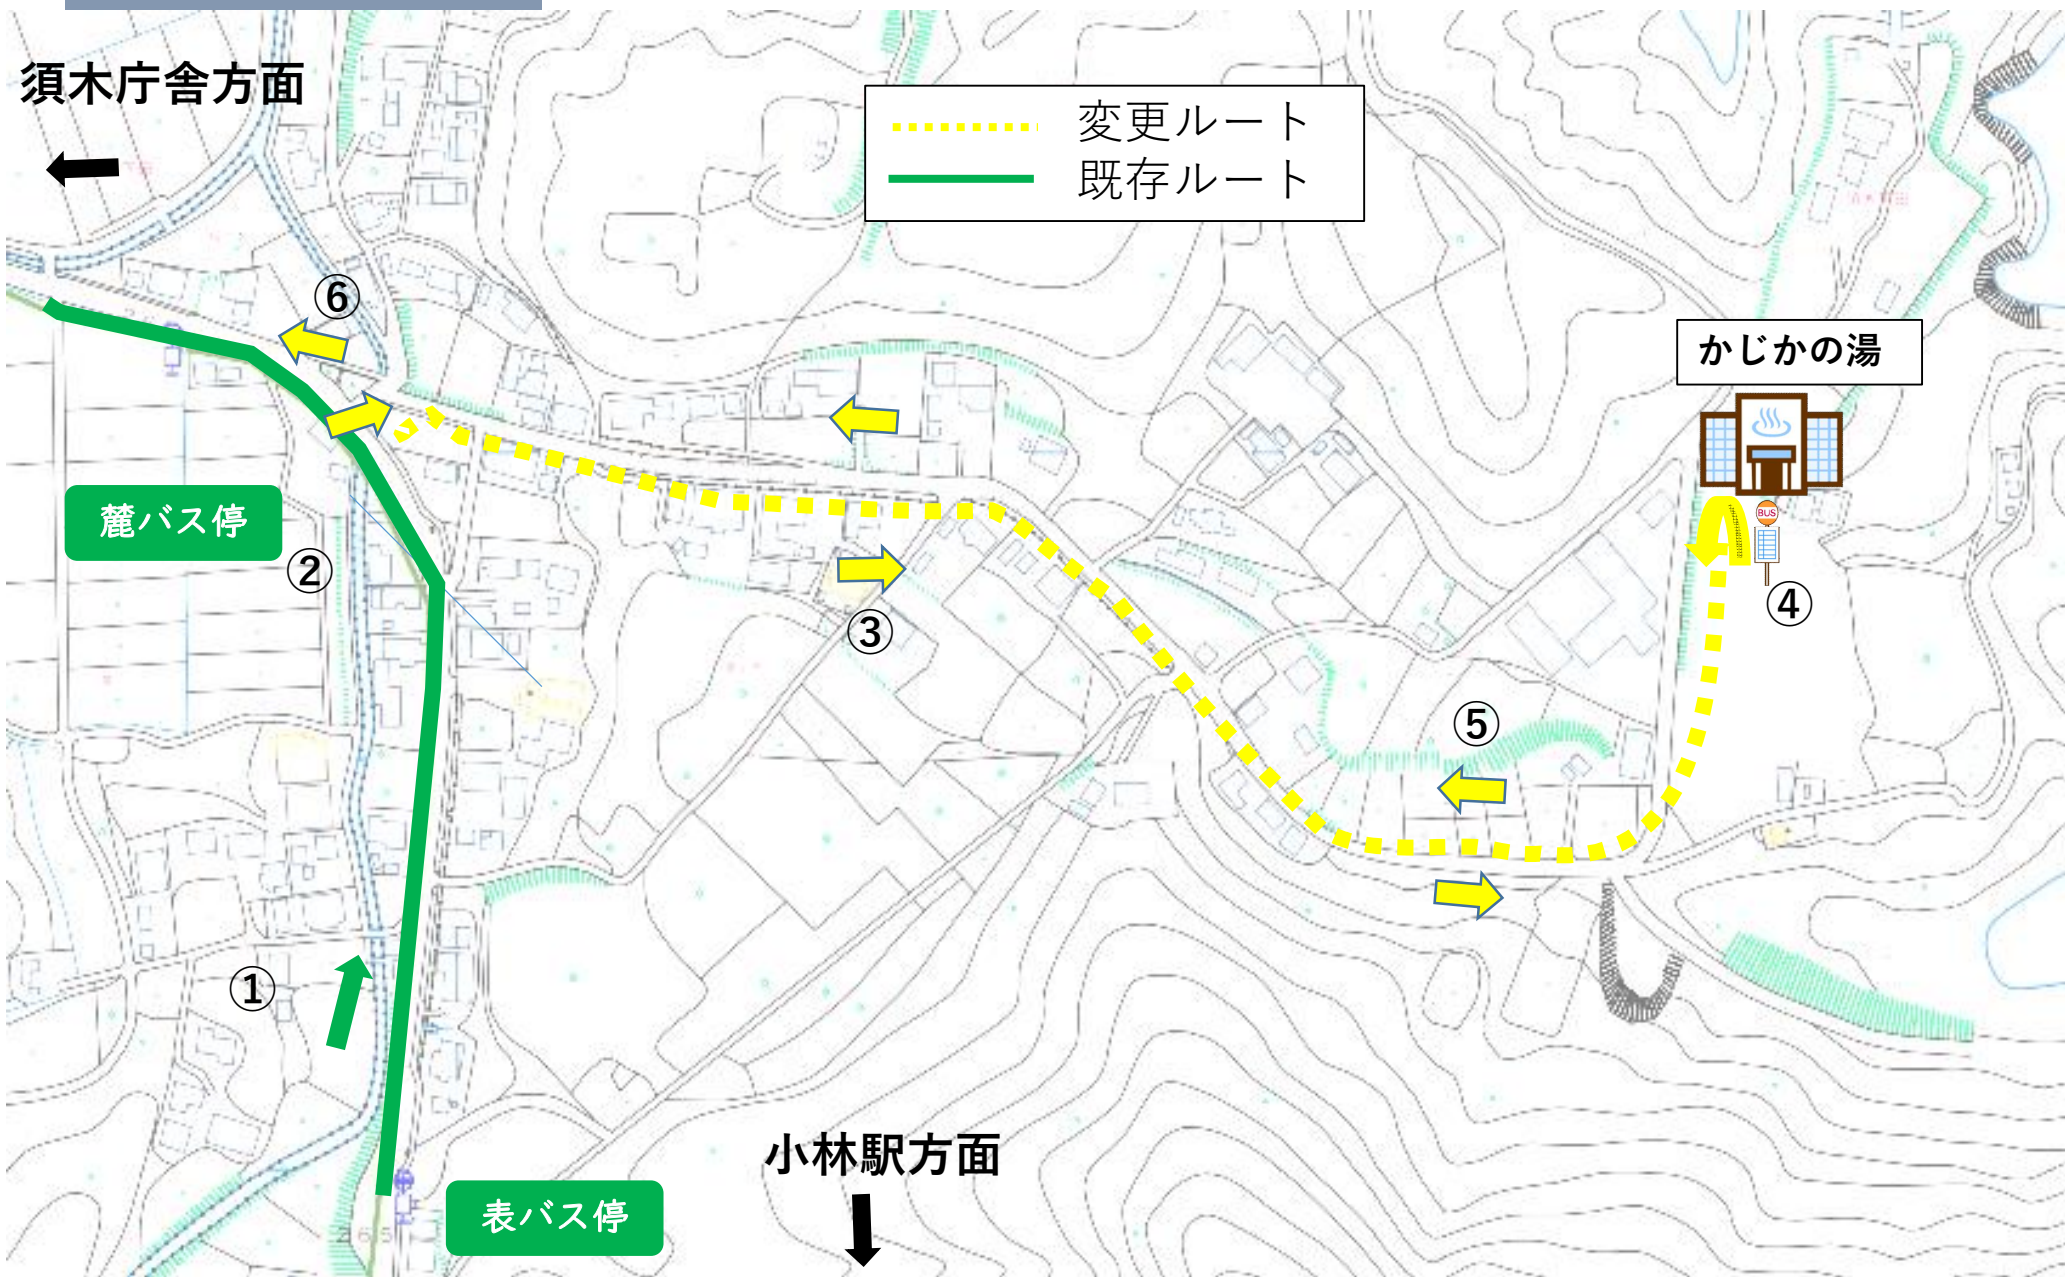 須木庁舎方面
変更ルート
既存ルート
⑥
かじかの湯
麓バス停
②
BUS
④
③
⑤
①
小林駅方面
表バス停
265